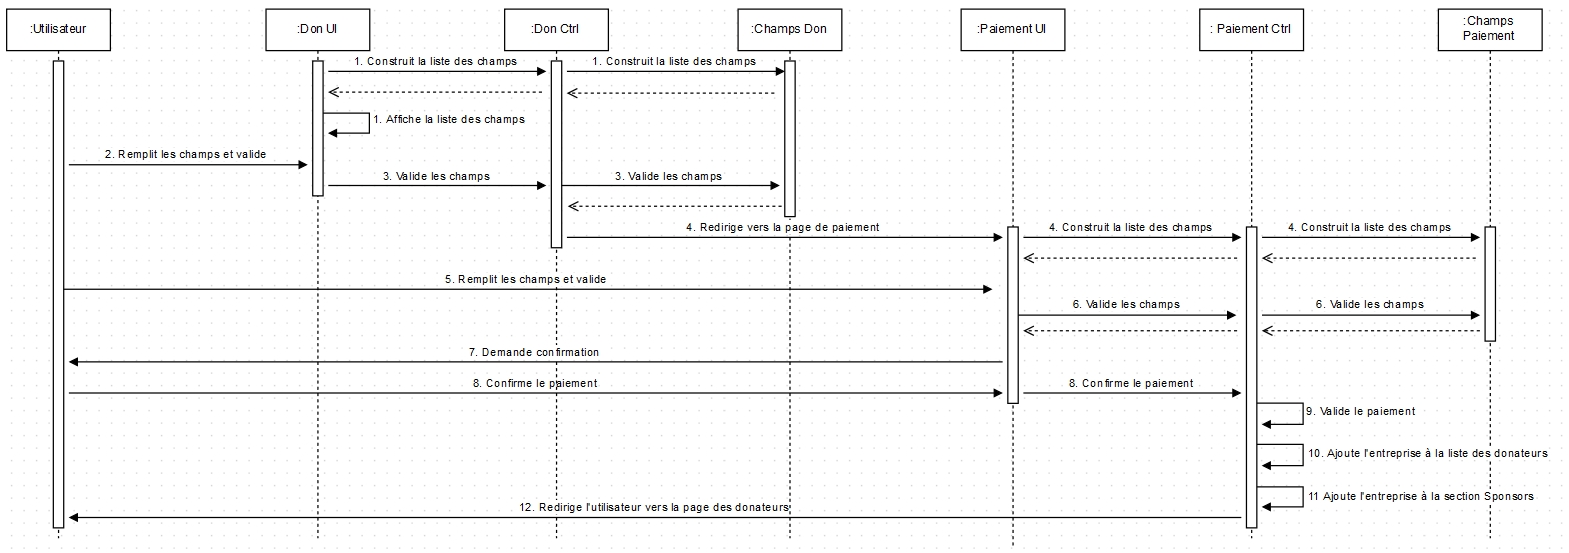 :Utilisateur
:Don UI
:Don Ctrl
:Champs Don
:Paiement UI
: Paiement Ctrl
:Champs
Paiement
1. Construit la liste des champs
1. Construit la liste des champs
1. Affiche la liste des champs
2. Remplit les champs et valide
3. Valide les champs
3. Valide les champs
4. Redirige vers la page de paiement
4. Construit la liste des champs
4. Construit la liste des champs
5. Remplit les champs et valide
6. Valide les champs
6. Valide les champs
7. Demande confirmation
8. Confirme le paiement
8. Confirme le paiement
9. Valide le paiement
10. Ajoute l'entreprise à la liste des donateurs
11 Ajoute l'entreprise à la section Sponsors
12. Redirige l'utilisateur vers la page des donateurs